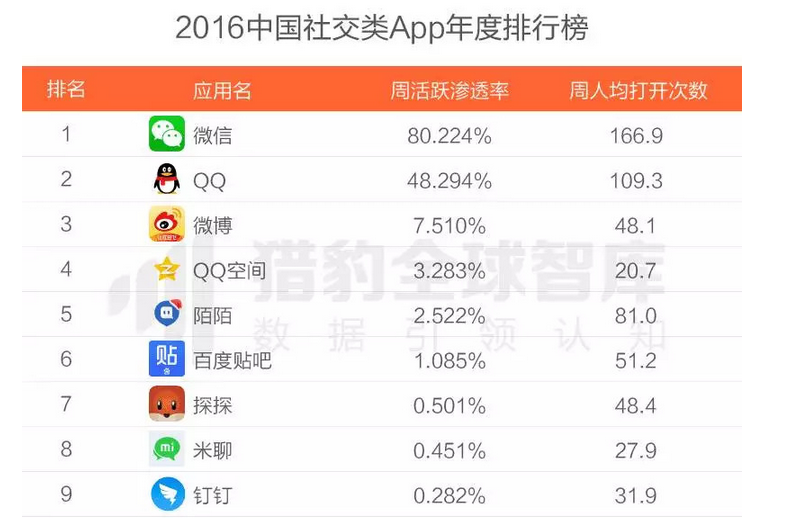 2016中国社交类App年度排行榜
排名 应用名 周活跃渗透率 周人均打开次数
1 微信 80.224% 166.9
2 QQ 48.294% 109.3
3 微博 7.510% 48.1
4 QQ空间 3.283% 20.7
5 陌陌 2.522% 81.0
6 贴 百度贴吧 1.085% 51.2
7 探探 0.501% 48.4
8 mi 米聊 0.451% 27.9
9 钉钉 0.282% 31.9
猎豹全球智库
数据引领认知